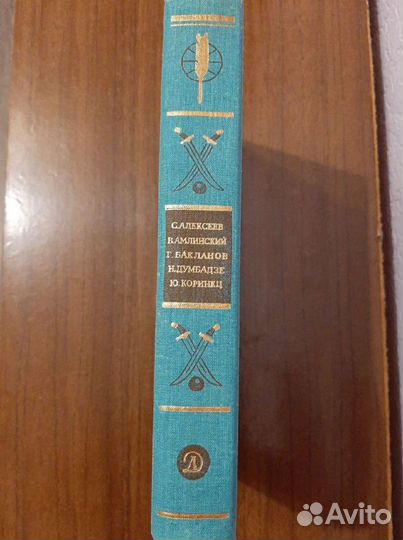 С. АЛЕКСЕЕВ
В. АМЛИНСКИЙ
Г. БАКЛАНОВ
Н. ДУМБАДЗЕ
Ю. КОРИНЕЦ
Д
Avito